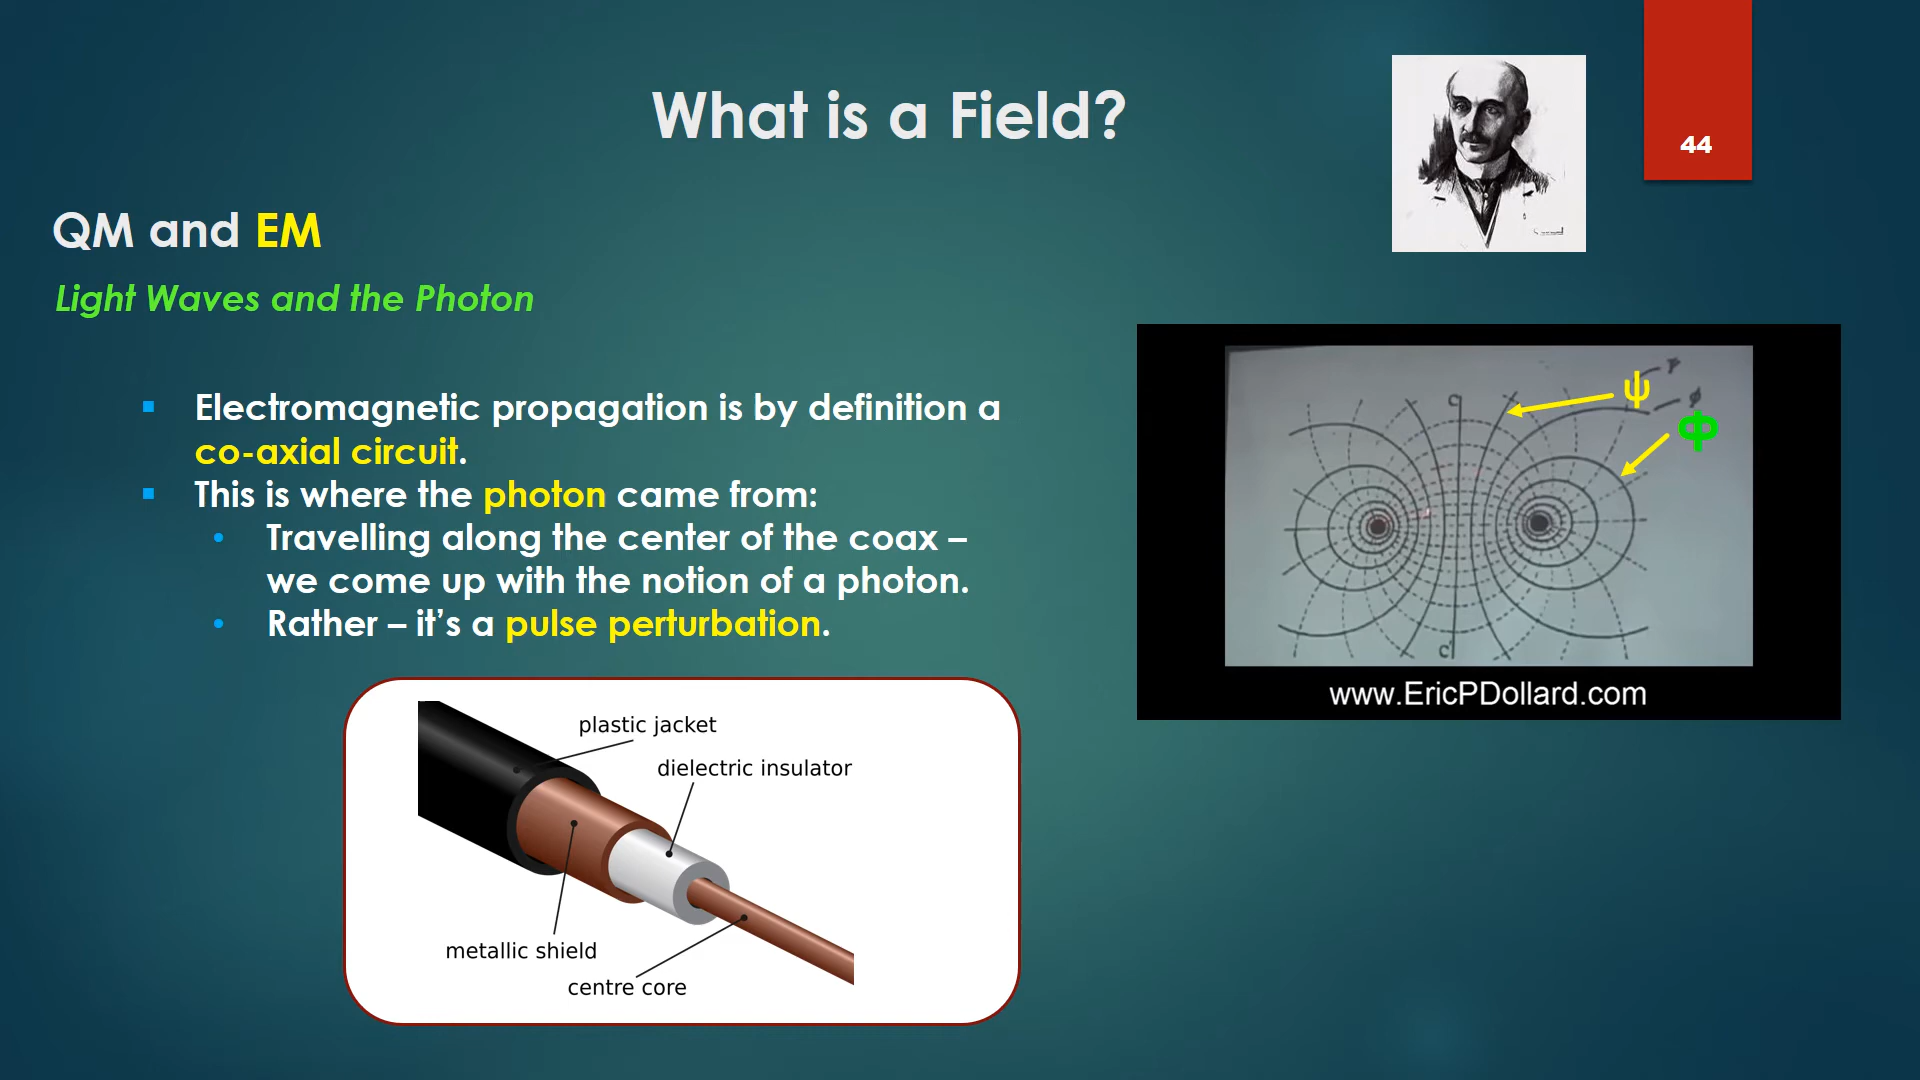 What is a Field?
44
QM and EM
Light Waves and the Photon
▪ Electromagnetic propagation is by definition a
co-axial circuit.
▪ This is where the photon came from:
• Travelling along the center of the coax –
we come up with the notion of a photon.
• Rather – it's a pulse perturbation.
ψ
Φ
C
C'
www.EricPDollard.com
plastic jacket
dielectric insulator
metallic shield
centre core